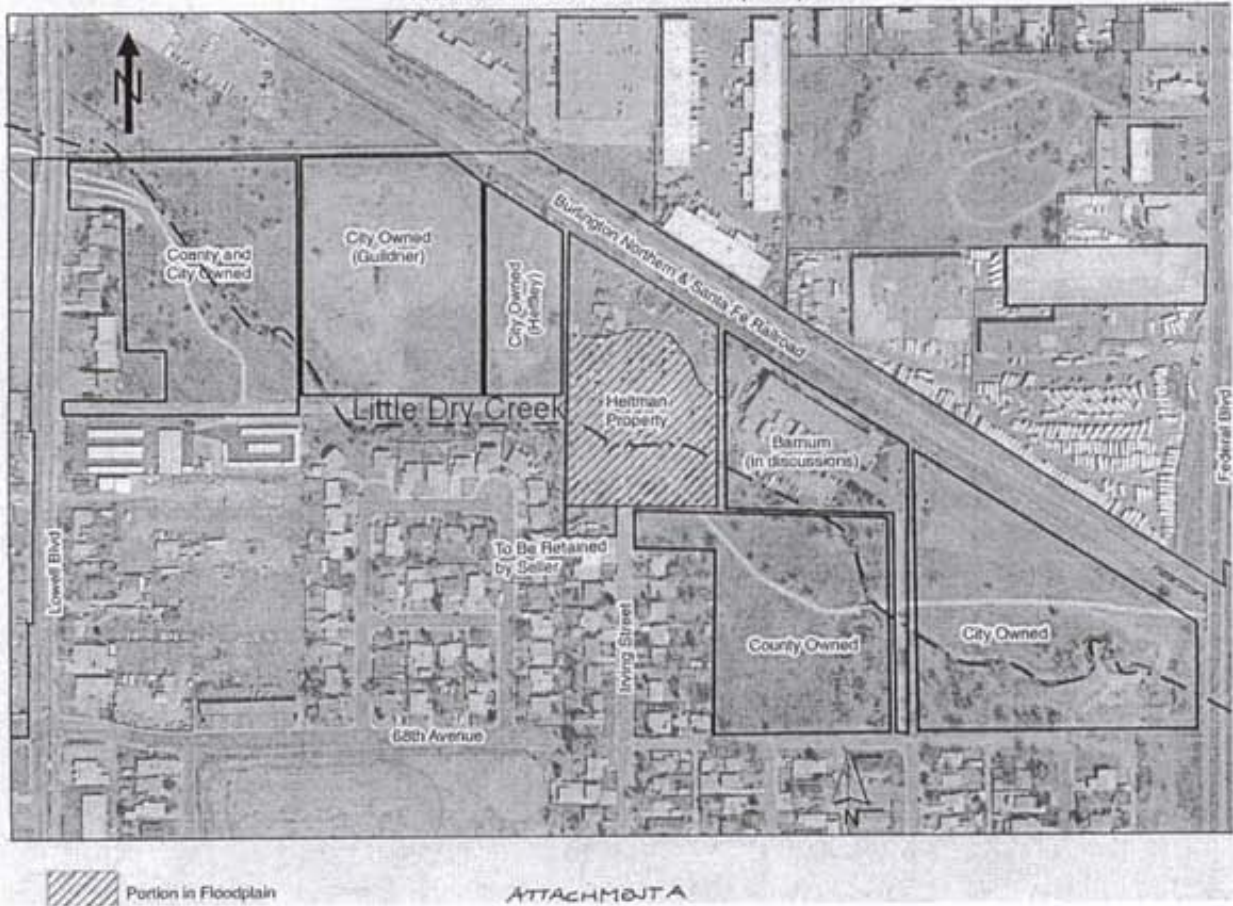 N
County and
City Owned
City Owned
(Guildner)
City Owned
(Hefley)
Burlington Northern & Santa Fe Railroad
Little Dry Creek
Heitman
Property
Barnum
(in discussions)
Lowell Blvd
Federal Blvd
To Be Retained
by Seller
Irving Street
County Owned
City Owned
68th Avenue
N
Portion in Floodplain
ATTACHMENT A